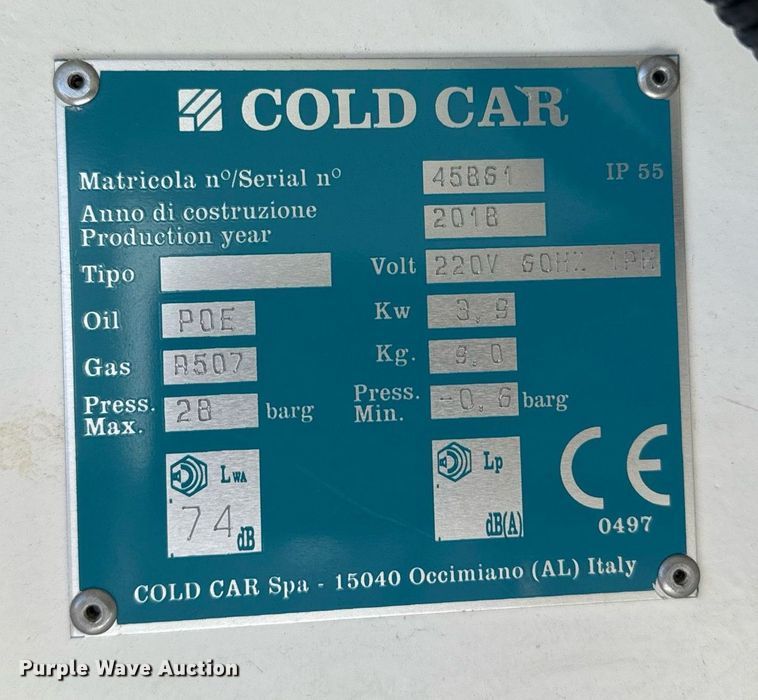 COLD CAR
Matricola nº/Serial nº 45861 IP 55
Anno di costruzione
Production year 2018
Tipo Volt 220V 60HZ 1PH
Oil POE Kw 3,9
Gas R507 Kg. 9,0
Press. Max. 28 barg Press. Min. -0,6 barg
LWA 74 dB
Lp dB(A)
CE
0497
COLD CAR Spa - 15040 Occimiano (AL) Italy
Purple Wave Auction